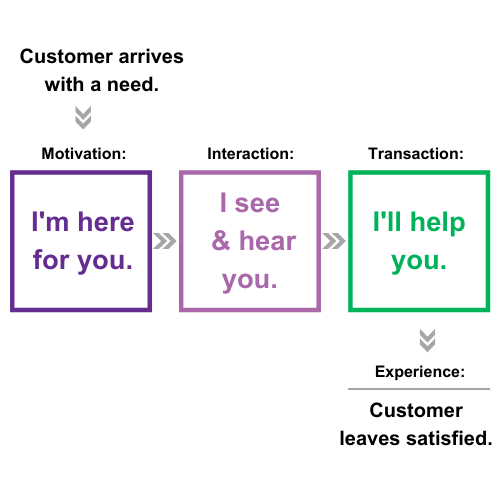 Customer arrives
with a need.
Motivation:
I'm here
for you.
Interaction:
I see
& hear
you.
Transaction:
I'll help
you.
Experience:
Customer
leaves satisfied.